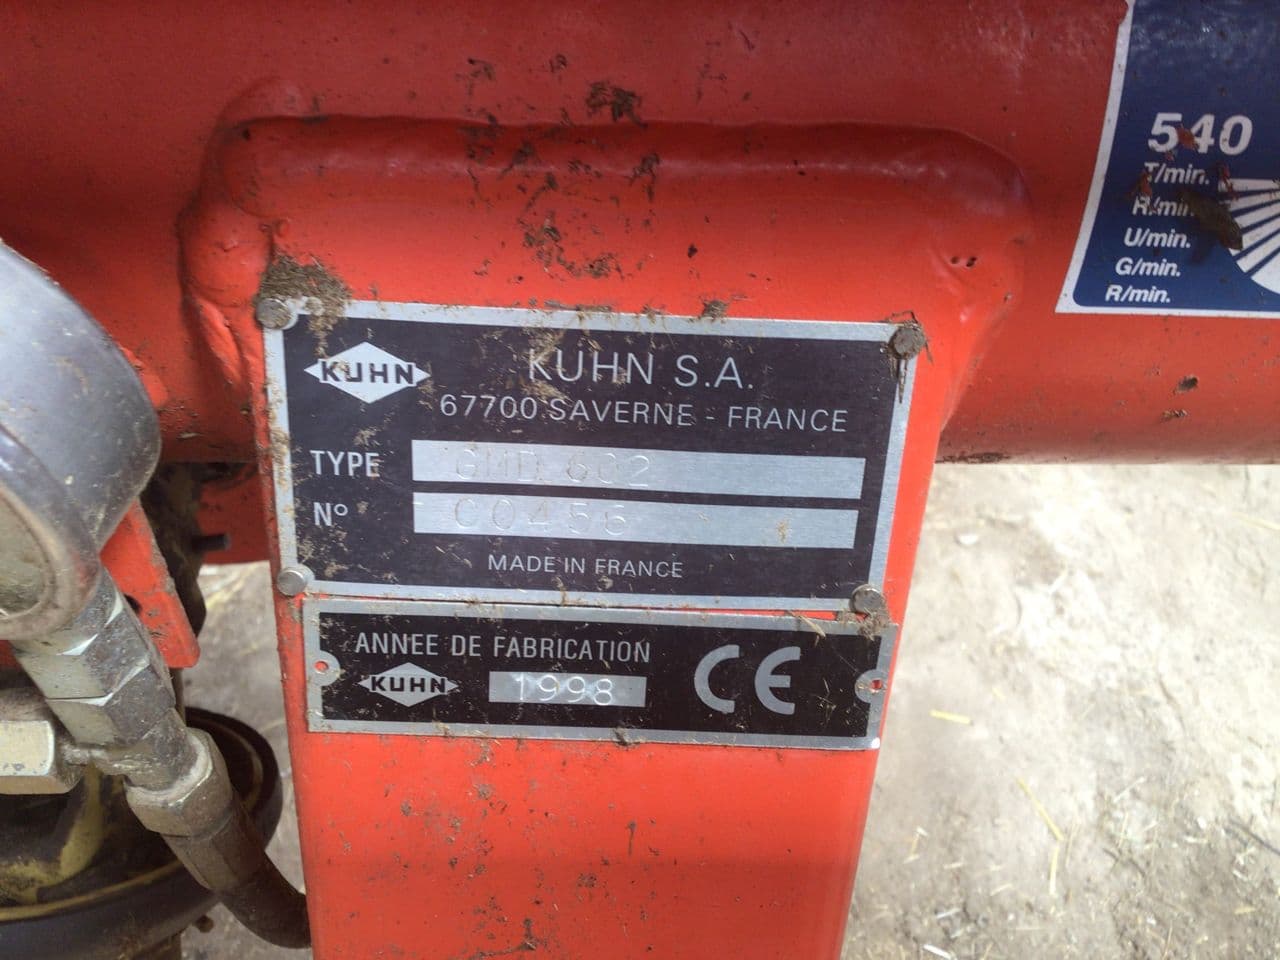 540
T/min.
R/min.
U/min.
G/min.
R/min.
KUHN
KUHN S.A.
67700 SAVERNE - FRANCE
TYPE GMD 602
N° C0456
MADE IN FRANCE
ANNEE DE FABRICATION
KUHN 1998 CE